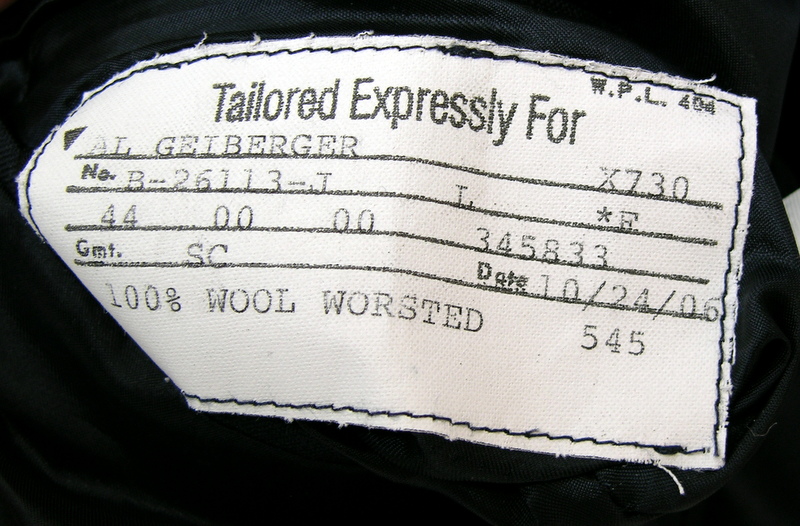 W.P.L. 404
Tailored Expressly For
AL GEIBERGER X730
No. B-26113-J L *F
44 00 00 345833
Gmt. SC Date 10/24/06
100% WOOL WORSTED 545